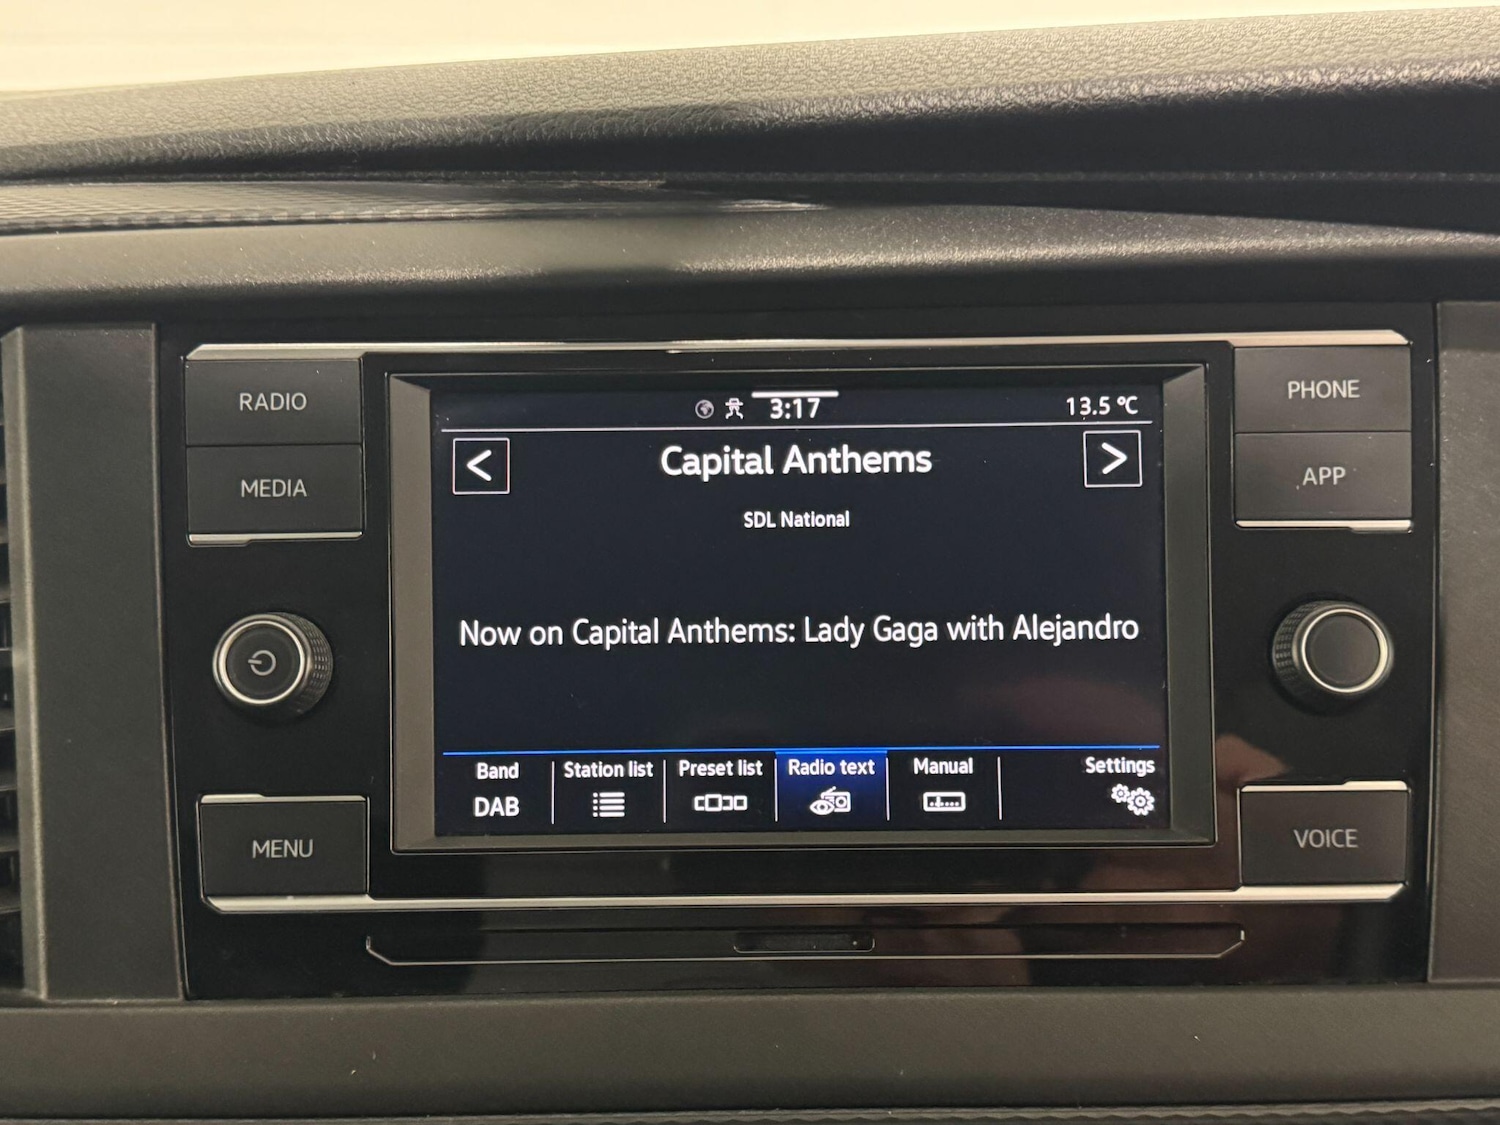 RADIO
MEDIA
MENU
3:17
13.5 °C
<
Capital Anthems
>
SDL National
Now on Capital Anthems: Lady Gaga with Alejandro
Band
DAB
Station list
Preset list
Radio text
Manual
Settings
PHONE
APP
VOICE